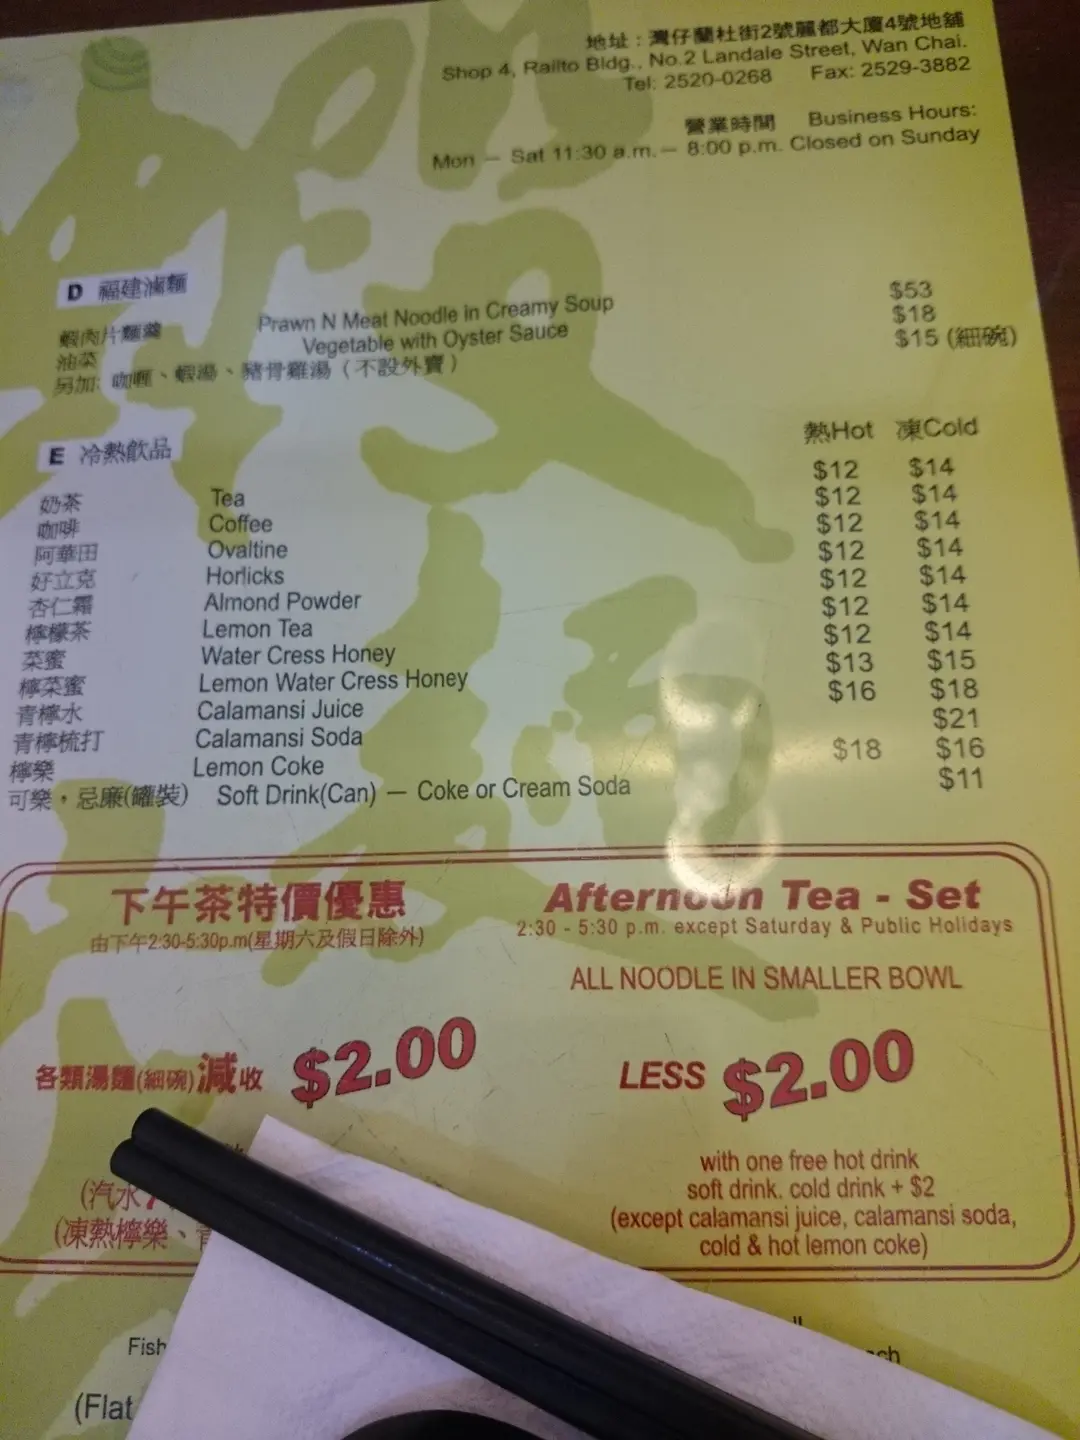 地址：灣仔蘭杜街2號麗都大廈4號地舖
Shop 4, Railto Bldg., No.2 Landale Street, Wan Chai.
Tel: 2520-0268 Fax: 2529-3882
營業時間 Business Hours:
Mon — Sat 11:30 a.m.— 8:00 p.m. Closed on Sunday
D 福建滷麵
蝦肉片麵羹 Prawn N Meat Noodle in Creamy Soup $53
油菜 Vegetable with Oyster Sauce $18
另加: 咖喱、蝦湯、豬骨雞湯（不設外賣） $15 (細碗)
E 冷熱飲品 熱Hot 凍Cold
奶茶 Tea $12 $14
咖啡 Coffee $12 $14
阿華田 Ovaltine $12 $14
好立克 Horlicks $12 $14
杏仁霜 Almond Powder $12 $14
檸檬茶 Lemon Tea $12 $14
菜蜜 Water Cress Honey $12 $14
檸菜蜜 Lemon Water Cress Honey $13 $15
青檸水 Calamansi Juice $16 $18
青檸梳打 Calamansi Soda $21
檸樂 Lemon Coke $18 $16
可樂，忌廉(罐裝) Soft Drink(Can) — Coke or Cream Soda $11
下午茶特價優惠 Afternoon Tea - Set
由下午2:30-5:30p.m(星期六及假日除外) 2:30 - 5:30 p.m. except Saturday & Public Holidays
ALL NOODLE IN SMALLER BOWL
各類湯麵(細碗)減收 $2.00 LESS $2.00
with one free hot drink
(汽水 soft drink. cold drink + $2
(凍熱檸樂、青 (except calamansi juice, calamansi soda,
cold & hot lemon coke)
Fish
(Flat